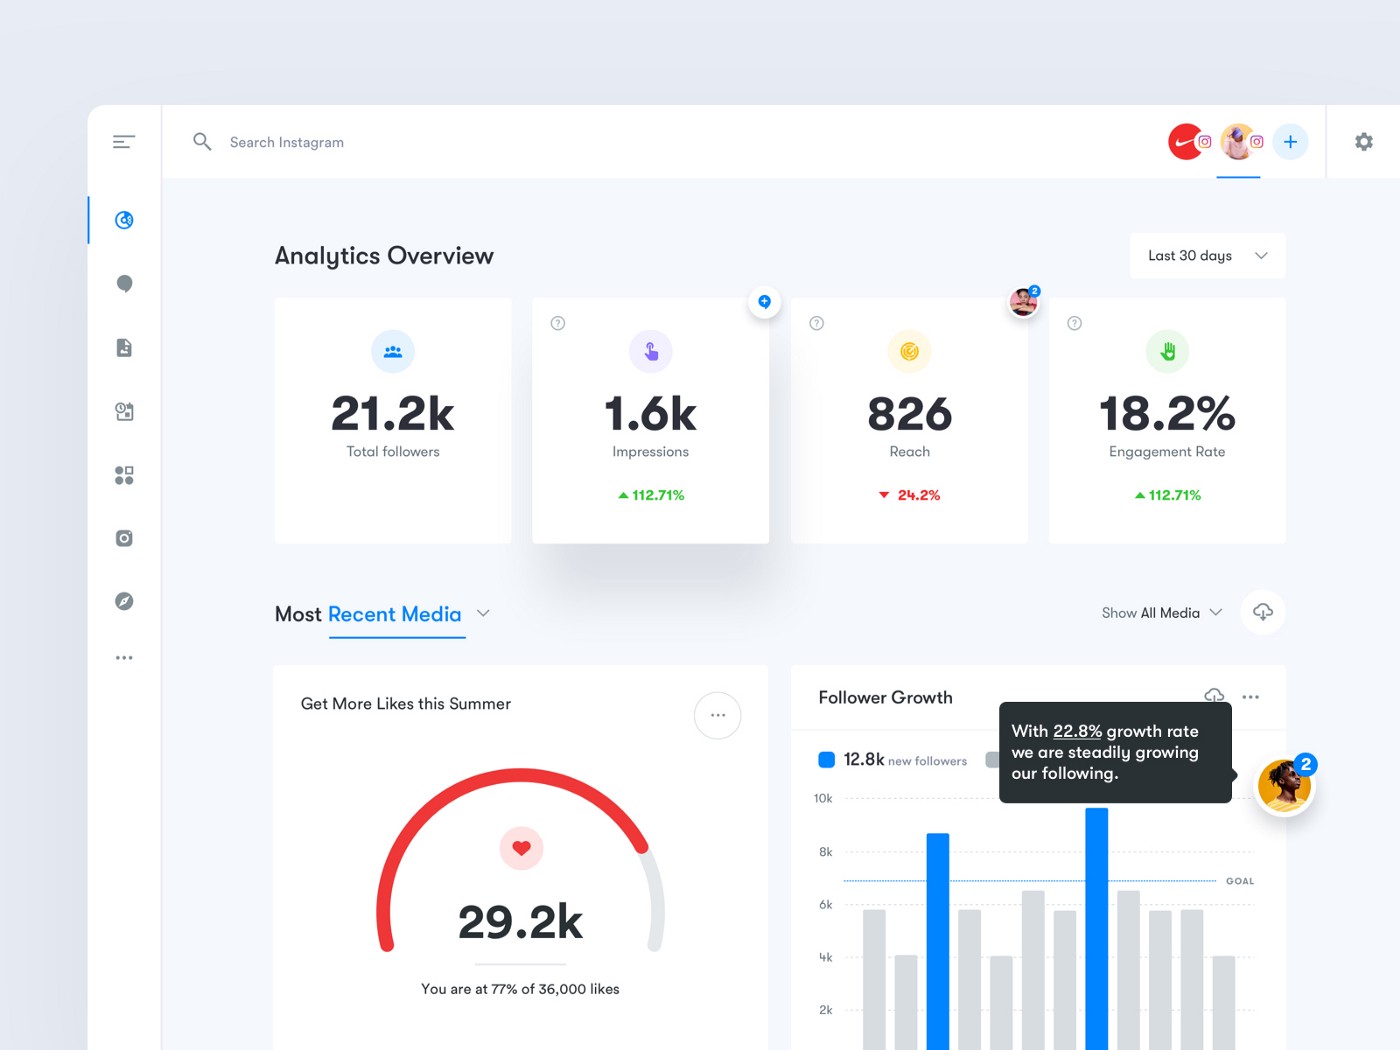 Search Instagram
Analytics Overview
Last 30 days
2
21.2k
Total followers
1.6k
Impressions
112.71%
826
Reach
24.2%
18.2%
Engagement Rate
112.71%
Most Recent Media
Show All Media
Get More Likes this Summer
29.2k
You are at 77% of 36,000 likes
Follower Growth
With 22.8% growth rate
we are steadily growing
our following.
2
12.8k new followers
10k
8k
GOAL
6k
4k
2k